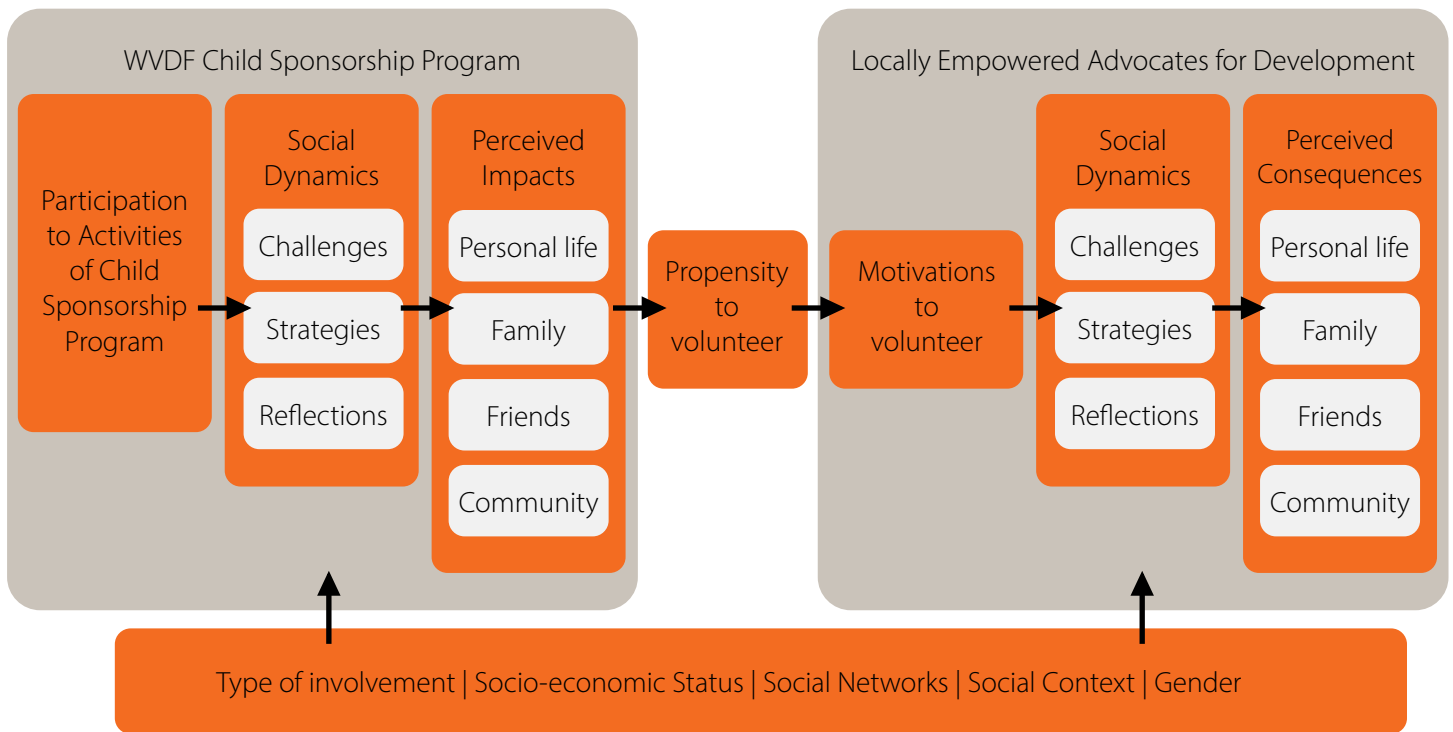 WVDF Child Sponsorship Program
Participation
to Activities
of Child
Sponsorship
Program
Social
Dynamics
Challenges
Strategies
Reflections
Perceived
Impacts
Personal life
Family
Friends
Community
Propensity
to
volunteer
Locally Empowered Advocates for Development
Motivations
to
volunteer
Social
Dynamics
Challenges
Strategies
Reflections
Perceived
Consequences
Personal life
Family
Friends
Community
Type of involvement | Socio-economic Status | Social Networks | Social Context | Gender